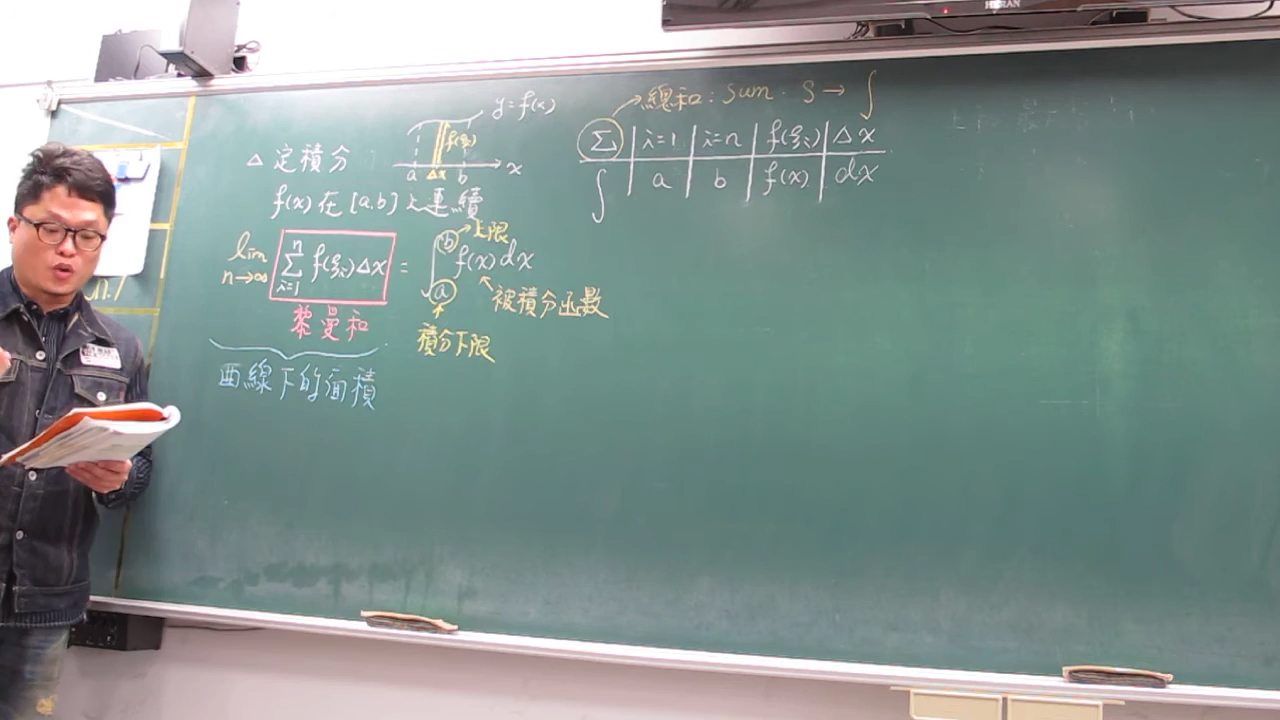 HERAN
△ 定積分
y=f(x)
f(ξi)
a Δx b x
f(x) 在 [a.b] 上連續
lim n→∞ Σ i=1 n f(ξi)Δx = ∫ a b f(x)dx
上限
被積分函數
黎曼和
積分下限
曲線下的面積
總和: Sum . S → ∫
Σ | i=1 | i=n | f(ξi) | Δx
∫ | a | b | f(x) | dx